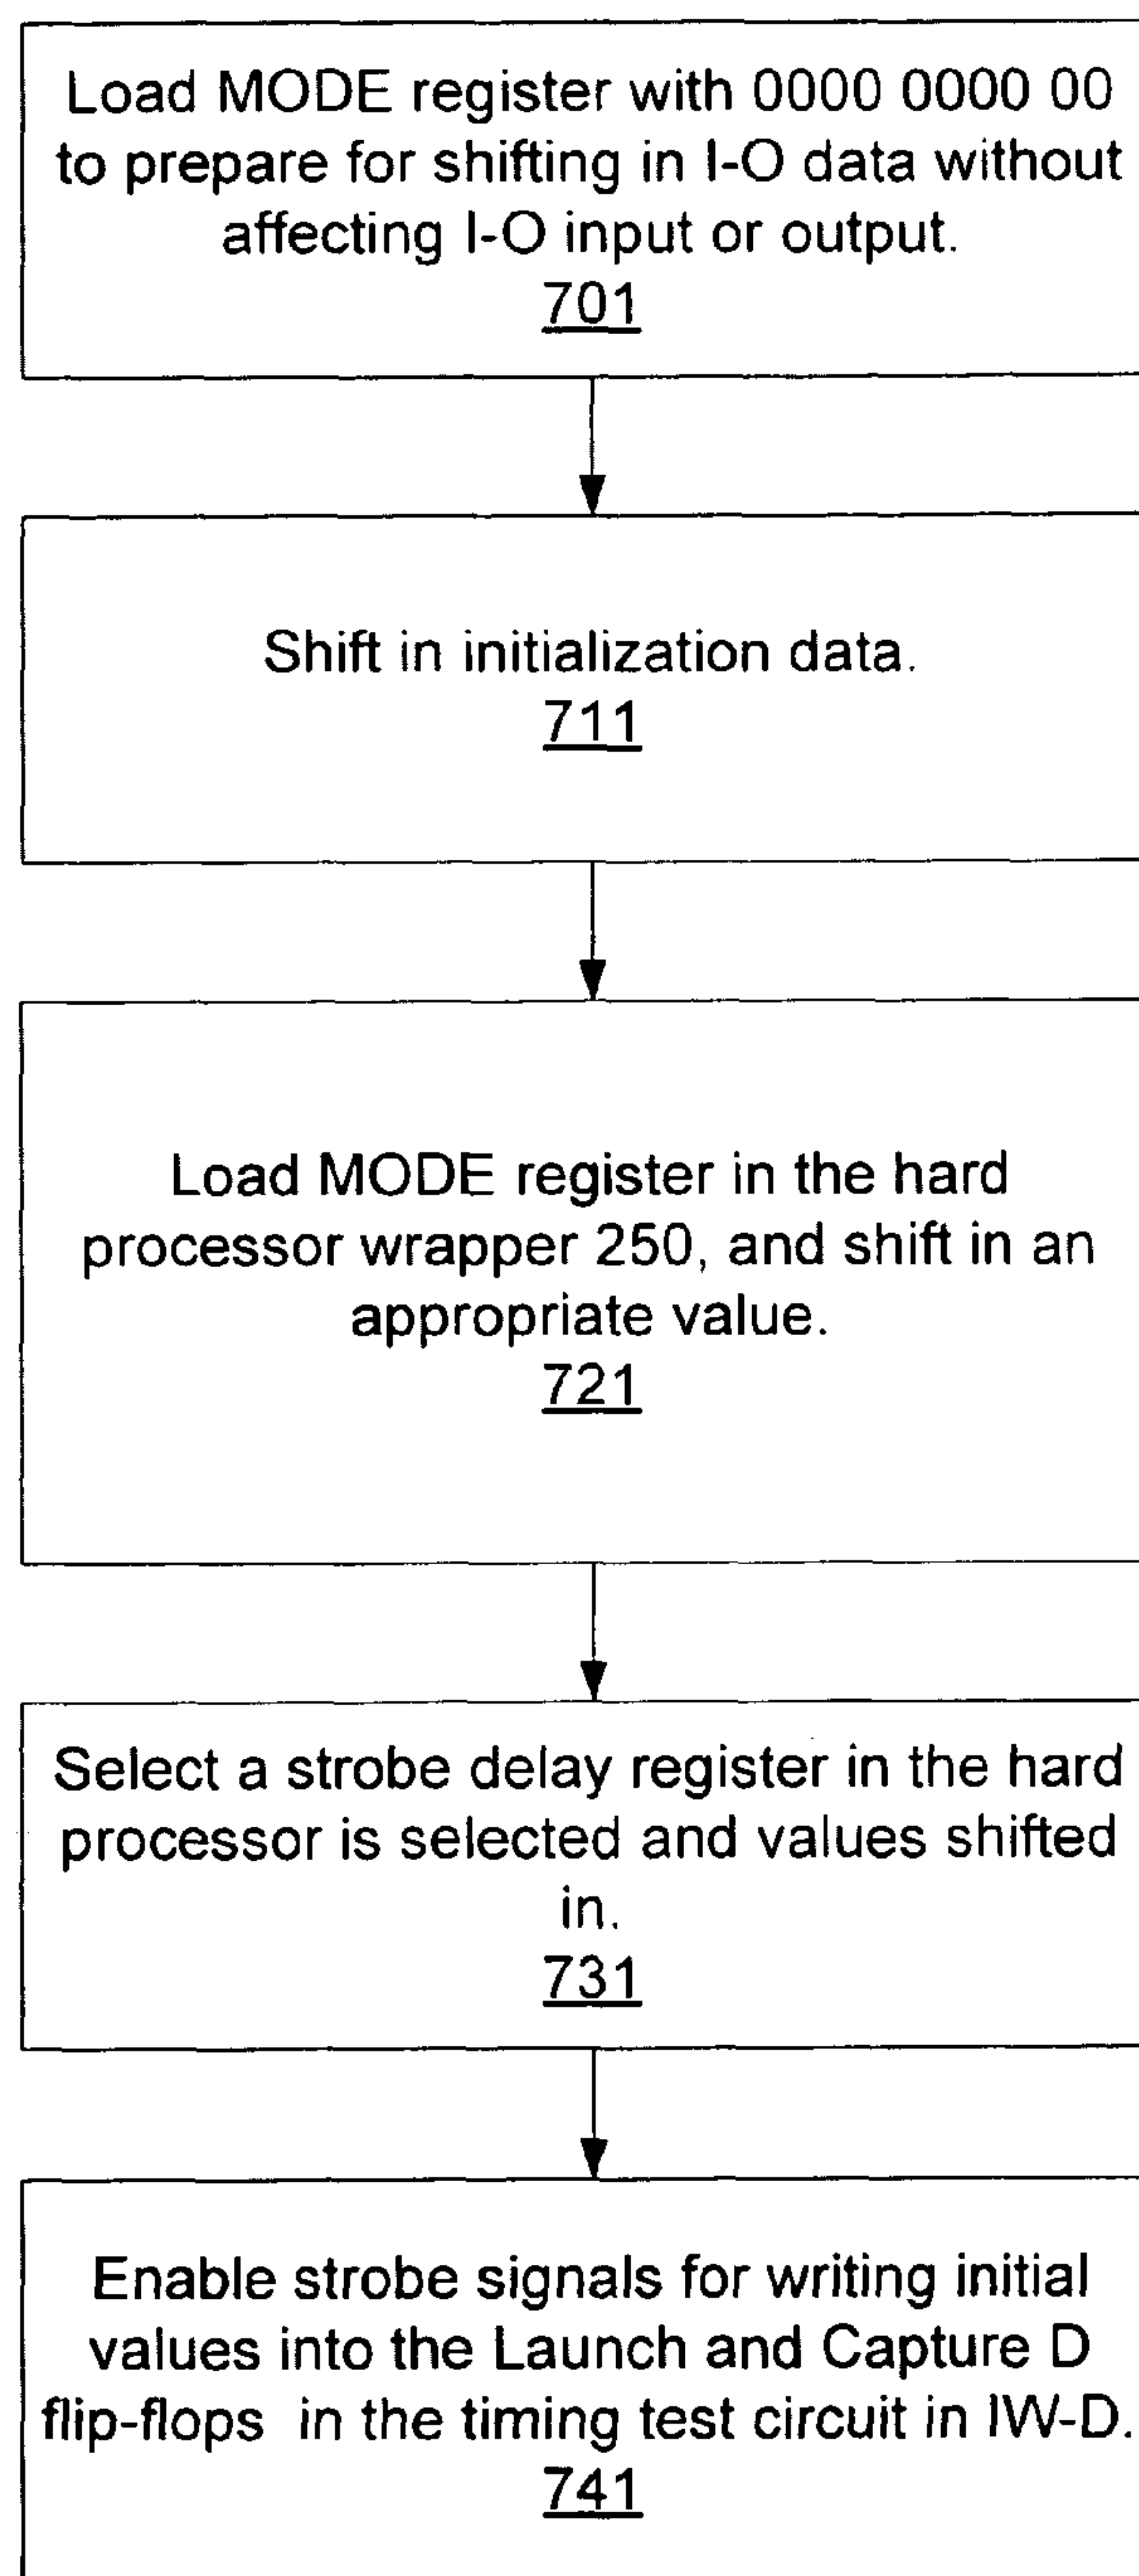 Load MODE register with 0000 0000 00
to prepare for shifting in I-O data without
affecting I-O input or output.
701
Shift in initialization data.
711
Load MODE register in the hard
processor wrapper 250, and shift in an
appropriate value.
721
Select a strobe delay register in the hard
processor is selected and values shifted
in.
731
Enable strobe signals for writing initial
values into the Launch and Capture D
flip-flops in the timing test circuit in IW-D.
741